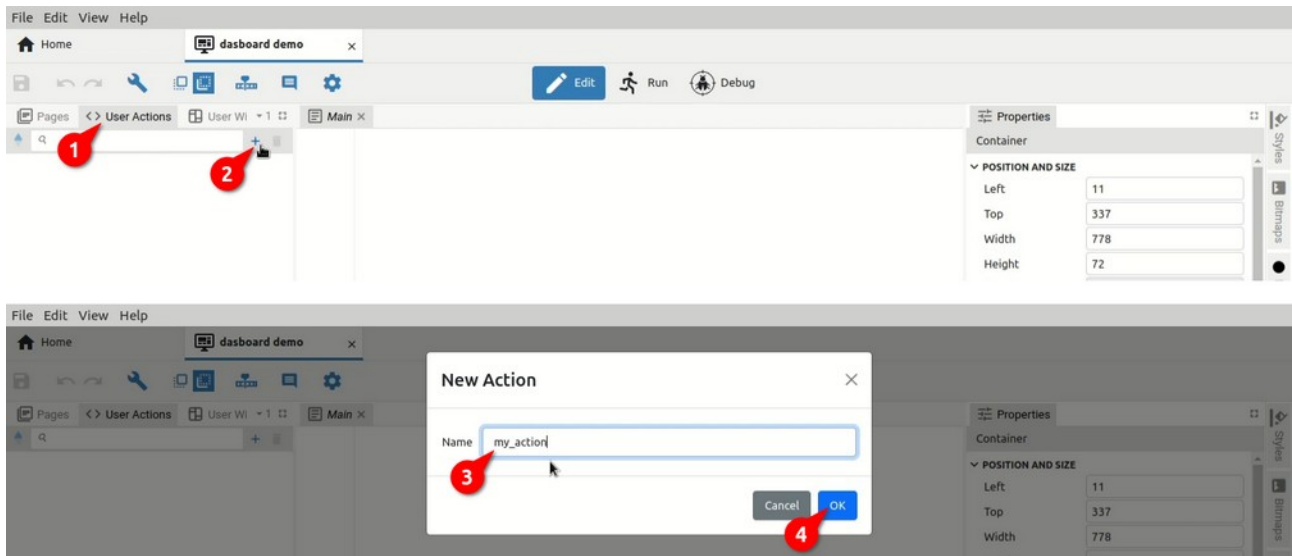 File Edit View Help
Home dasboard demo ×
Edit Run Debug
Pages <> User Actions User Wi 1 Main × Properties
1 2
Container
POSITION AND SIZE
Left 11
Top 337
Width 778
Height 72
Styles
Bitmaps
File Edit View Help
Home dasboard demo ×
New Action ×
Pages <> User Actions User Wi 1 Main × Properties
Name my_action
3
Container
POSITION AND SIZE
Left 11
Cancel OK
4
Top 337
Width 778
Styles
Bitmaps